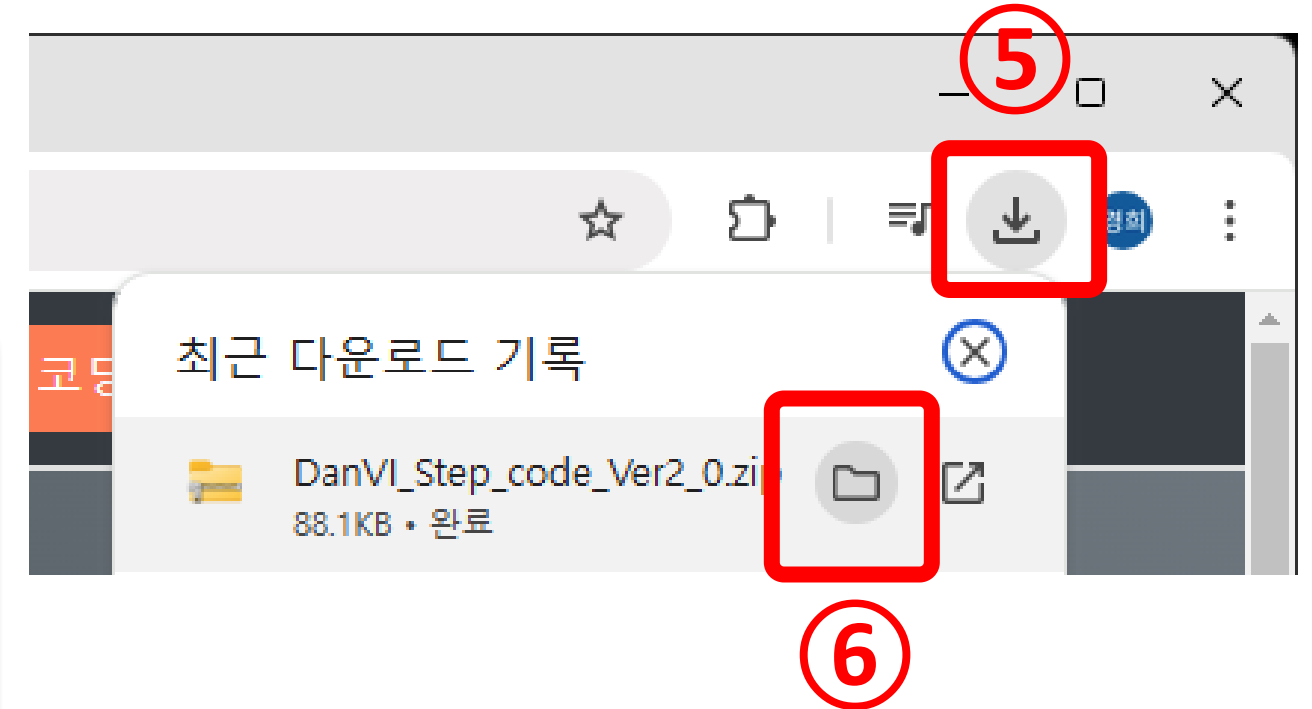 ⑤
최근 다운로드 기록
DanVI_Step_code_Ver2_0.zip
88.1KB • 완료
⑥